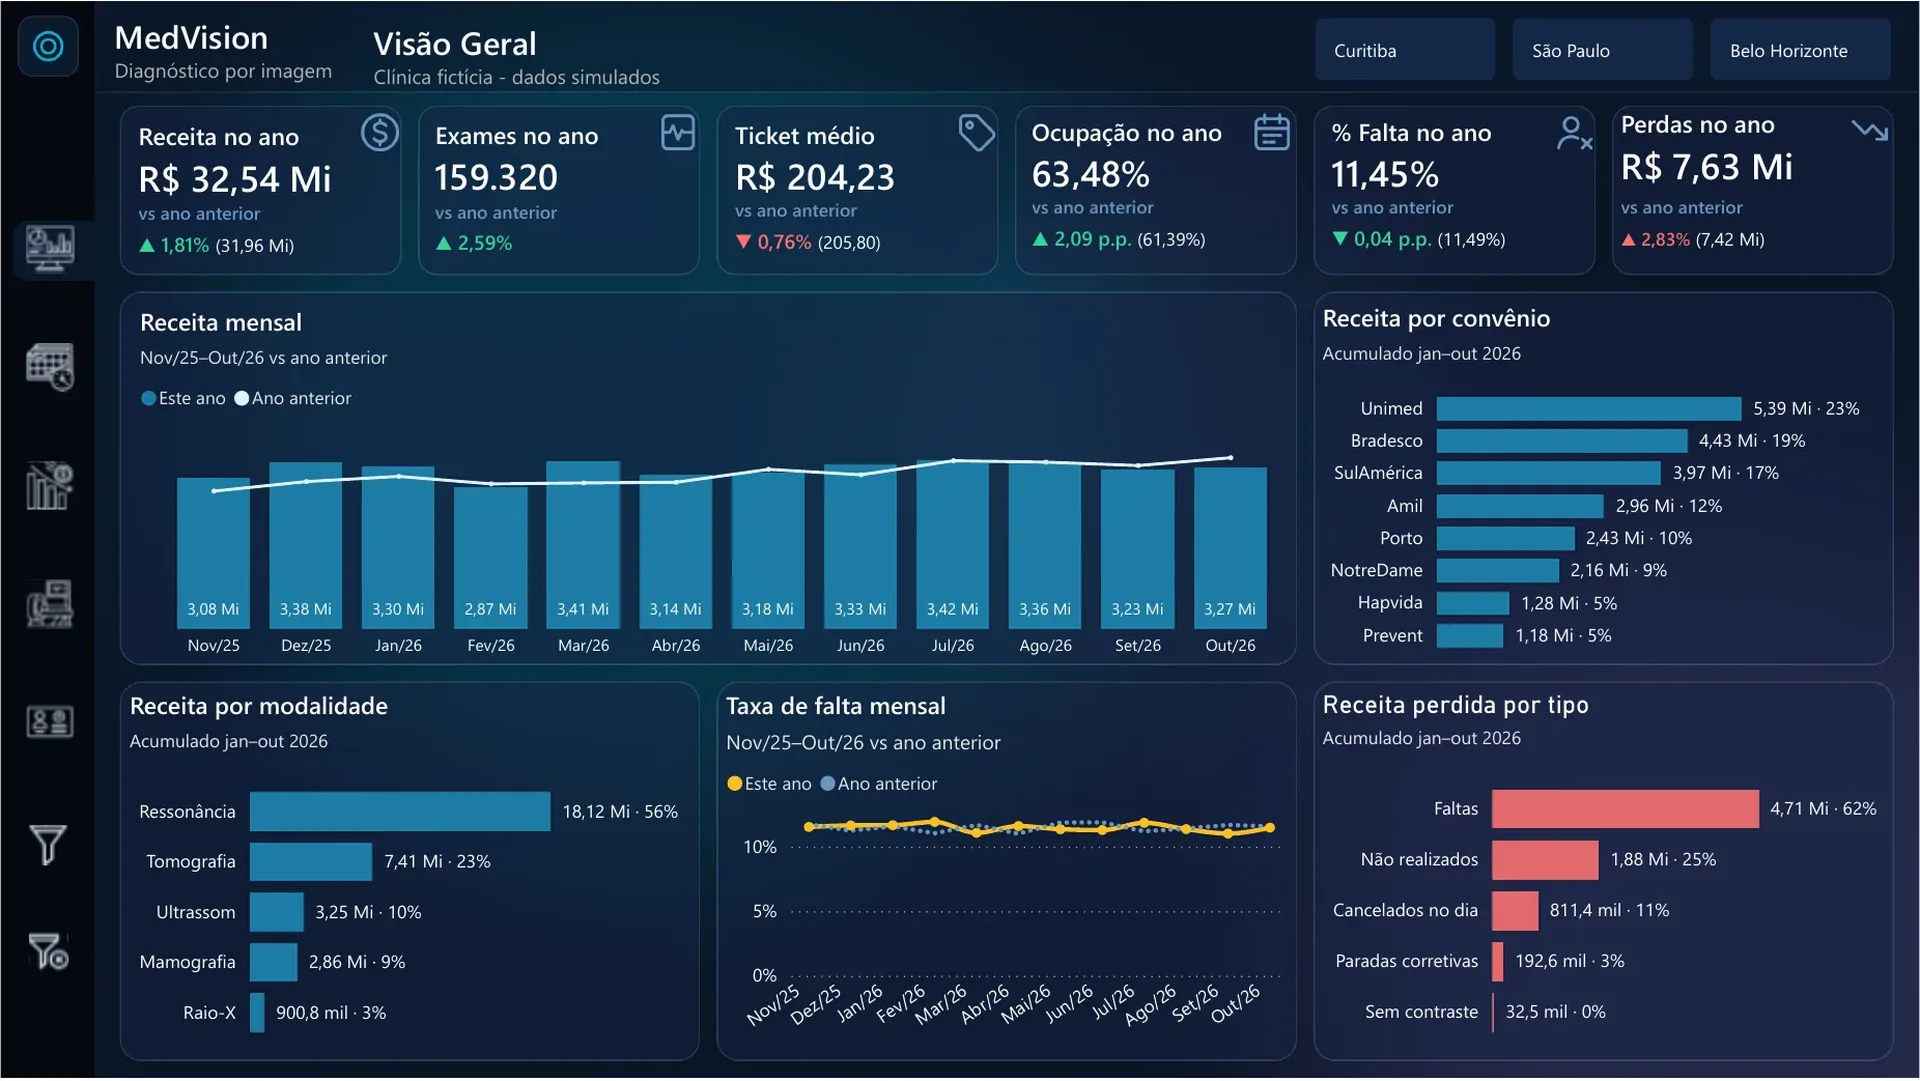 MedVision
Diagnóstico por imagem
Visão Geral
Clínica fictícia - dados simulados
Curitiba
São Paulo
Belo Horizonte
Receita no ano
R$ 32,54 Mi
vs ano anterior
▲ 1,81% (31,96 Mi)
Exames no ano
159.320
vs ano anterior
▲ 2,59%
Ticket médio
R$ 204,23
vs ano anterior
▼ 0,76% (205,80)
Ocupação no ano
63,48%
vs ano anterior
▲ 2,09 p.p. (61,39%)
% Falta no ano
11,45%
vs ano anterior
▼ 0,04 p.p. (11,49%)
Perdas no ano
R$ 7,63 Mi
vs ano anterior
▲ 2,83% (7,42 Mi)
Receita mensal
Nov/25–Out/26 vs ano anterior
Este ano Ano anterior
3,08 Mi 3,38 Mi 3,30 Mi 2,87 Mi 3,41 Mi 3,14 Mi 3,18 Mi 3,33 Mi 3,42 Mi 3,36 Mi 3,23 Mi 3,27 Mi
Nov/25 Dez/25 Jan/26 Fev/26 Mar/26 Abr/26 Mai/26 Jun/26 Jul/26 Ago/26 Set/26 Out/26
Receita por convênio
Acumulado jan–out 2026
Unimed 5,39 Mi · 23%
Bradesco 4,43 Mi · 19%
SulAmérica 3,97 Mi · 17%
Amil 2,96 Mi · 12%
Porto 2,43 Mi · 10%
NotreDame 2,16 Mi · 9%
Hapvida 1,28 Mi · 5%
Prevent 1,18 Mi · 5%
Receita por modalidade
Acumulado jan–out 2026
Ressonância 18,12 Mi · 56%
Tomografia 7,41 Mi · 23%
Ultrassom 3,25 Mi · 10%
Mamografia 2,86 Mi · 9%
Raio-X 900,8 mil · 3%
Taxa de falta mensal
Nov/25–Out/26 vs ano anterior
Este ano Ano anterior
10%
5%
0%
Nov/25 Dez/25 Jan/26 Fev/26 Mar/26 Abr/26 Mai/26 Jun/26 Jul/26 Ago/26 Set/26 Out/26
Receita perdida por tipo
Acumulado jan–out 2026
Faltas 4,71 Mi · 62%
Não realizados 1,88 Mi · 25%
Cancelados no dia 811,4 mil · 11%
Paradas corretivas 192,6 mil · 3%
Sem contraste 32,5 mil · 0%